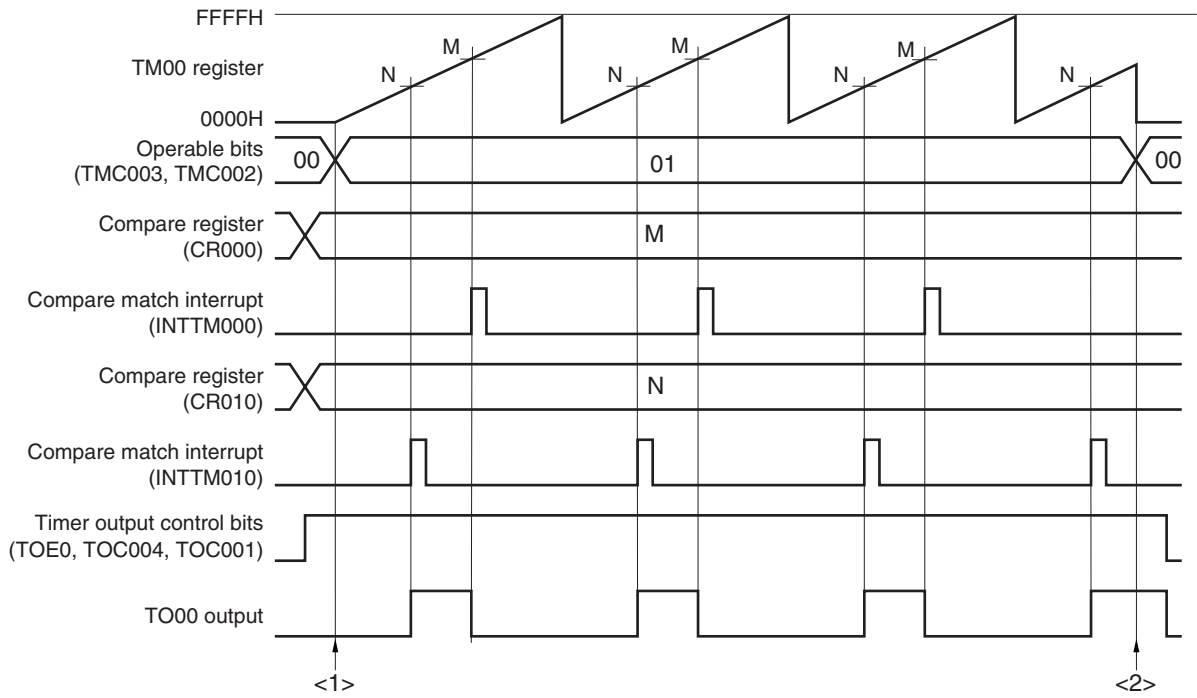 FFFFH
TM00 register
0000H
N M N M N M N
Operable bits
(TMC003, TMC002)
00 01 00
Compare register
(CR000)
M
Compare match interrupt
(INTTM000)
Compare register
(CR010)
N
Compare match interrupt
(INTTM010)
Timer output control bits
(TOE0, TOC004, TOC001)
TO00 output
<1> <2>